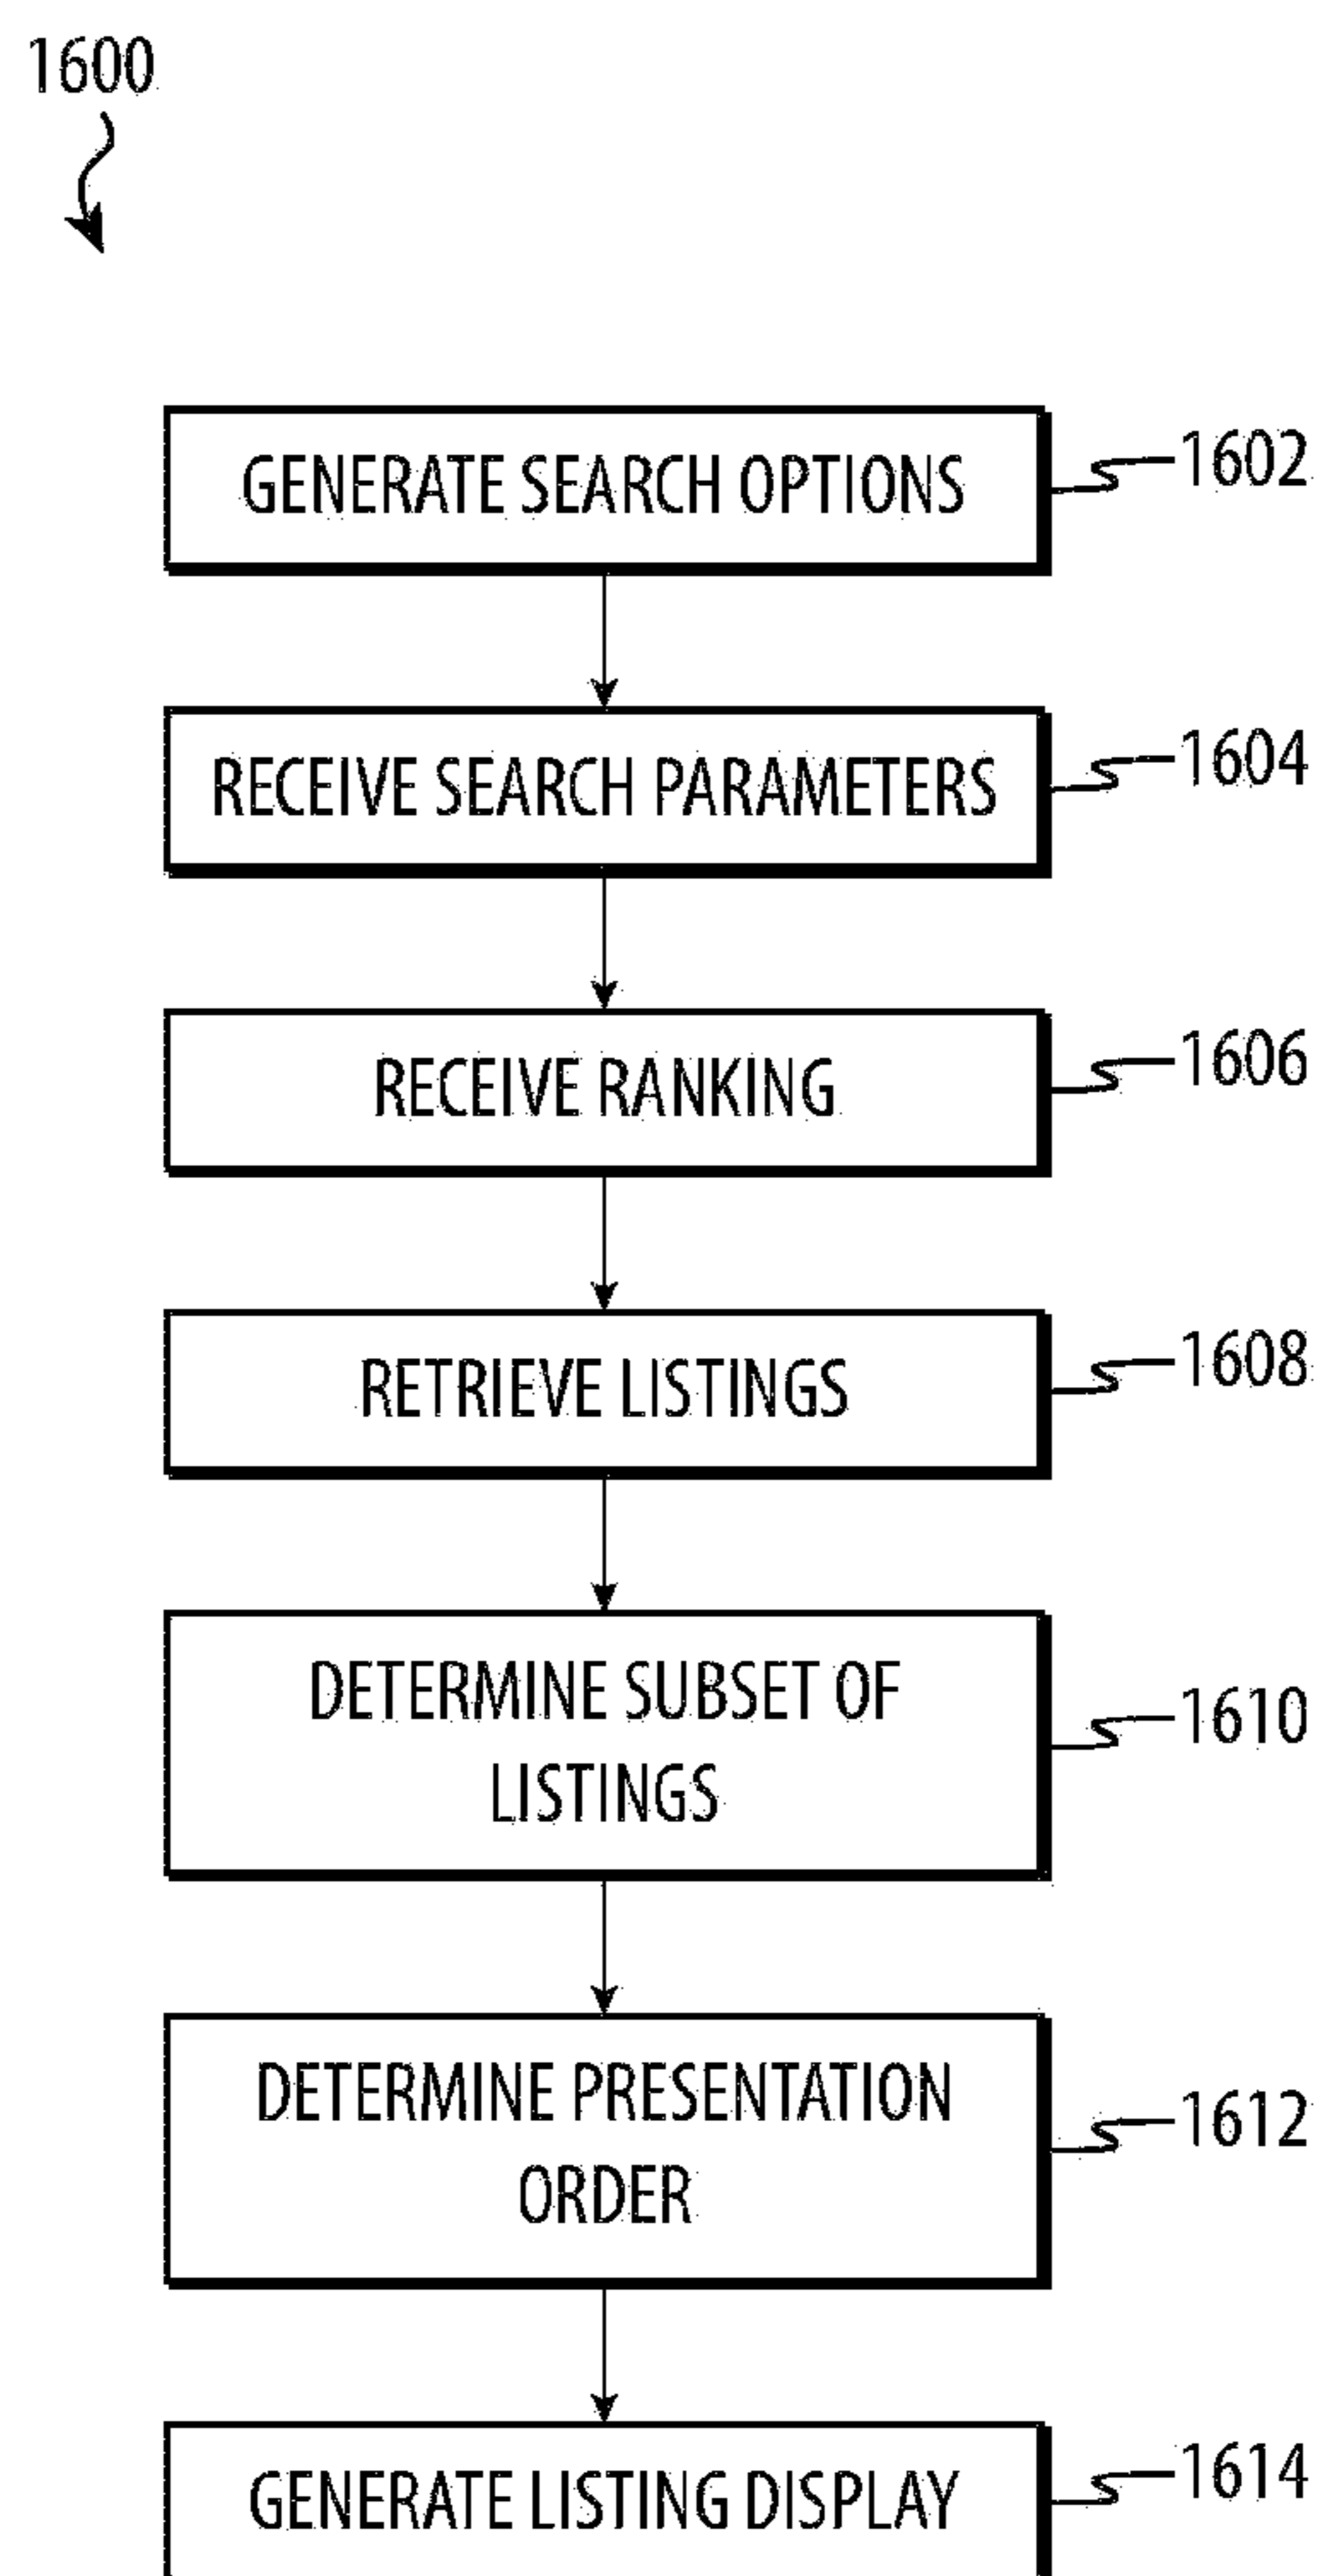 1600
GENERATE SEARCH OPTIONS
1602
RECEIVE SEARCH PARAMETERS
1604
RECEIVE RANKING
1606
RETRIEVE LISTINGS
1608
DETERMINE SUBSET OF
LISTINGS
1610
DETERMINE PRESENTATION
ORDER
1612
GENERATE LISTING DISPLAY
1614